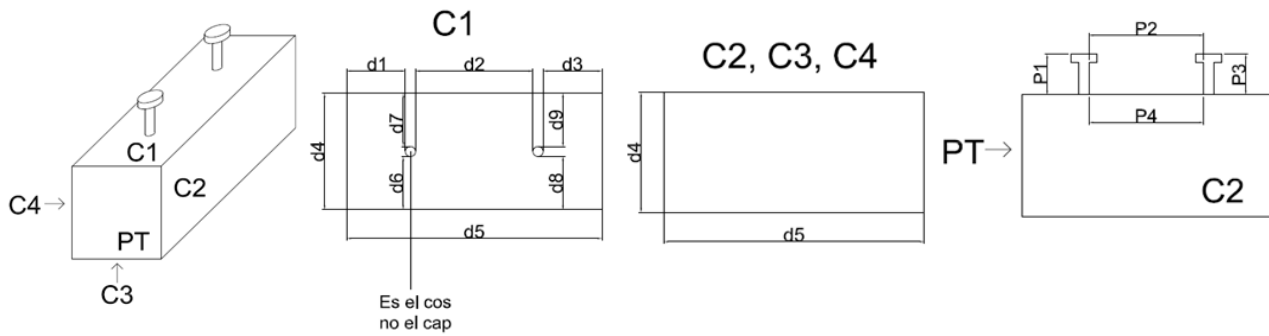 C1
C2
C4
PT
C3
C1
d1
d2
d3
d4
d7
d9
d6
d8
d5
Es el cos
no el cap
C2, C3, C4
d4
d5
P2
P1
P3
P4
PT
C2